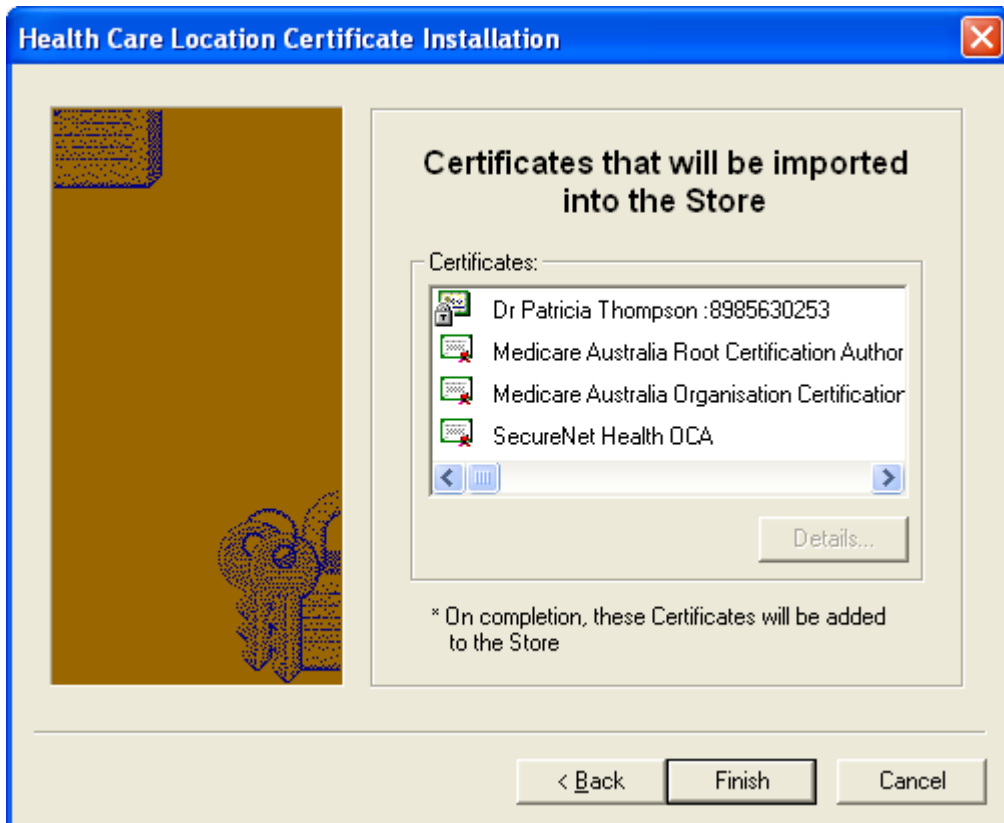 Health Care Location Certificate Installation
Certificates that will be imported
into the Store
Certificates:
Dr Patricia Thompson :8985630253
Medicare Australia Root Certification Author
Medicare Australia Organisation Certification
SecureNet Health OCA
Details...
* On completion, these Certificates will be added
to the Store
< Back
Finish
Cancel